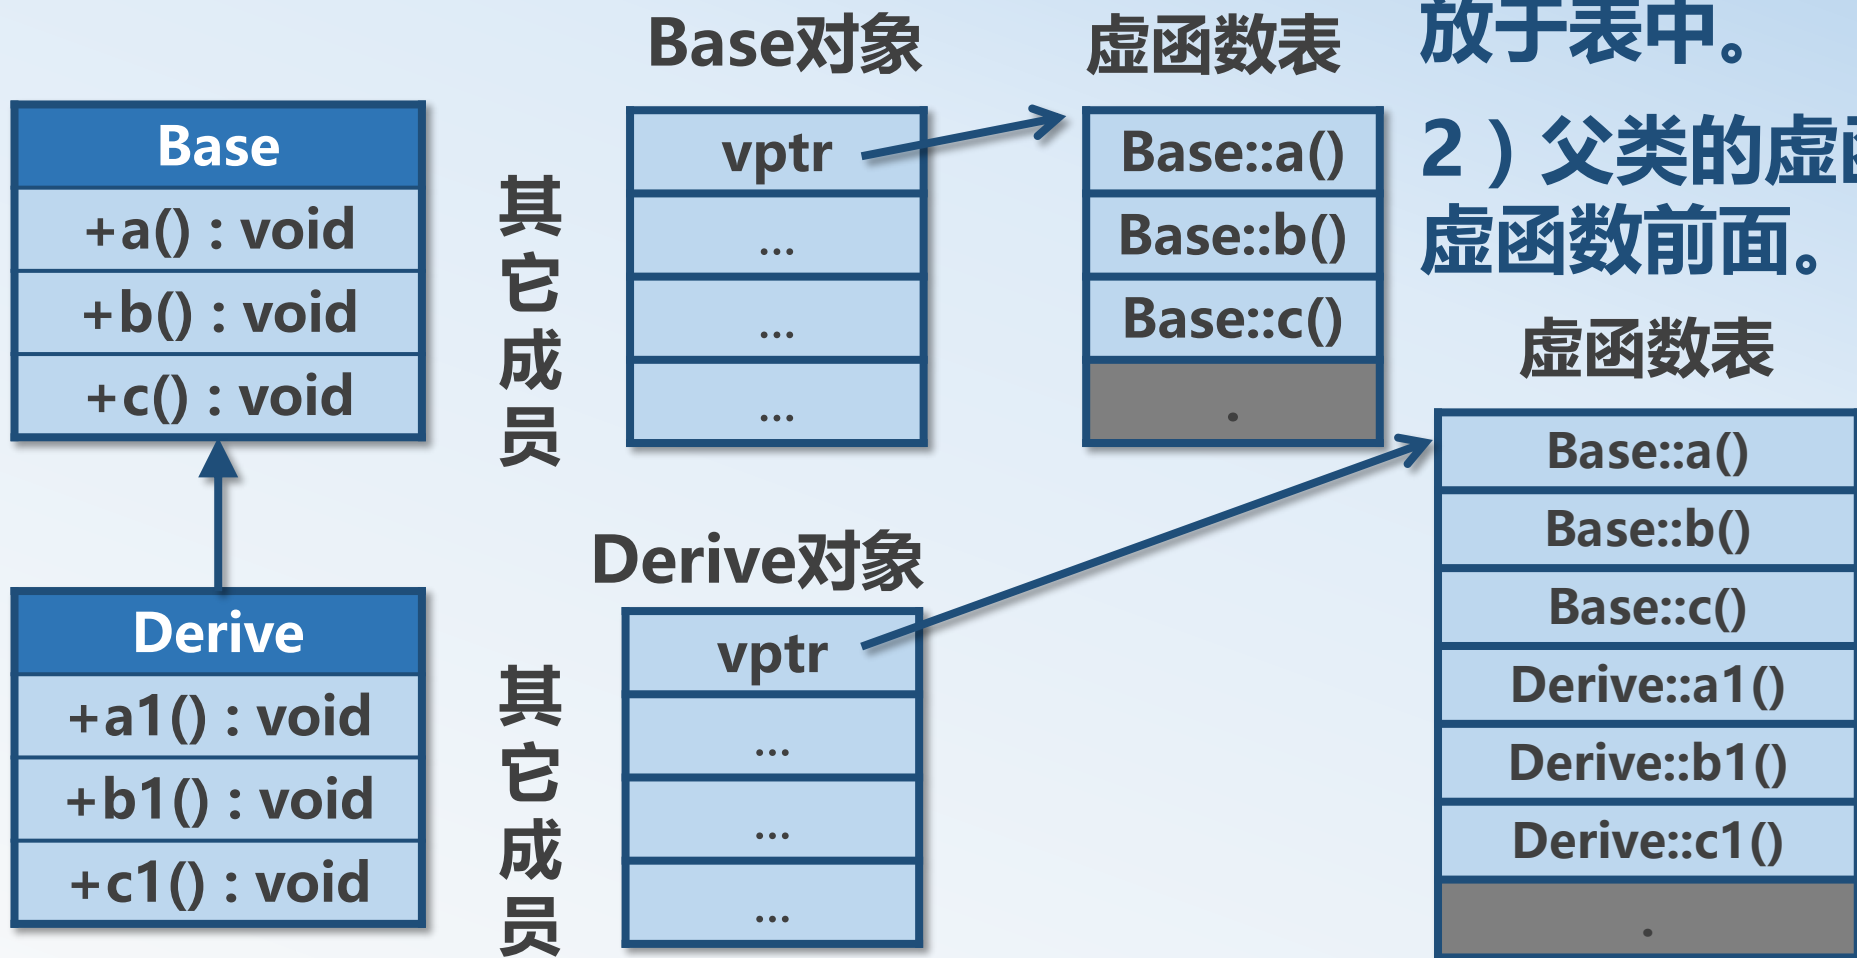 Base
+a() : void
+b() : void
+c() : void
Derive
+a1() : void
+b1() : void
+c1() : void
其它成员
Base对象
vptr
...
...
...
其它成员
Derive对象
vptr
...
...
...
虚函数表
Base::a()
Base::b()
Base::c()
.
放于表中。
2）父类的虚函
虚函数前面。
虚函数表
Base::a()
Base::b()
Base::c()
Derive::a1()
Derive::b1()
Derive::c1()
.